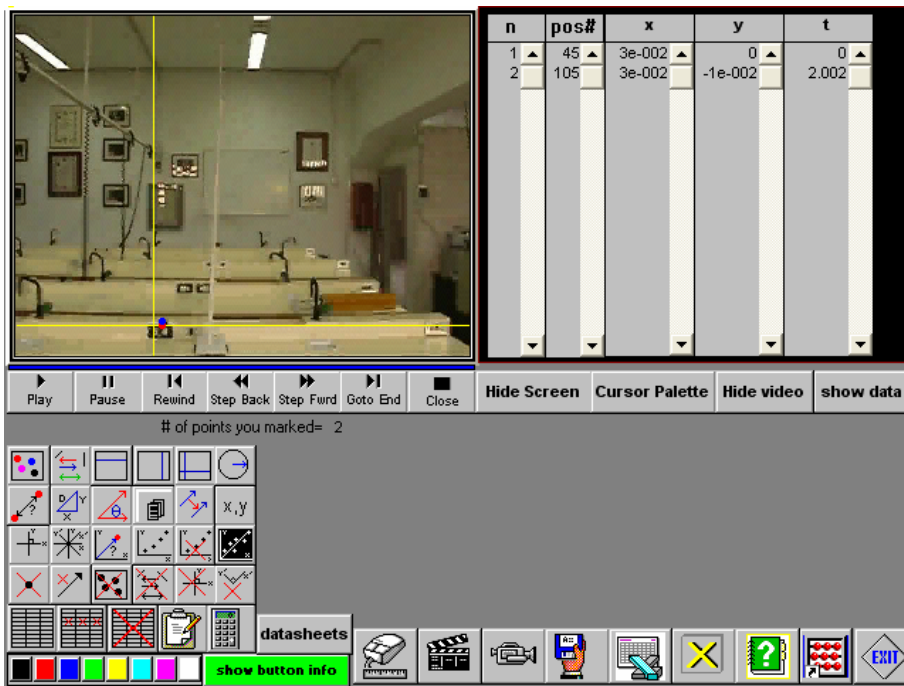 n pos# x y t
1 45 3e-002 0 0
2 105 3e-002 -1e-002 2.002
Play Pause Rewind Step Back Step Fwrd Goto End Close Hide Screen Cursor Palette Hide video show data
# of points you marked= 2
D Y X θ x,y
datasheets
show button info
EXIT